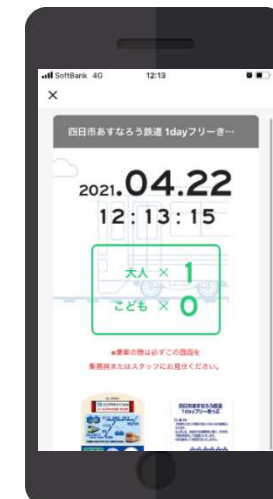 SoftBank 4G 12:13
×
四日市あすなろう鉄道 1dayフリーき…
2021.04.22
12:13:15
大人 × 1
こども × 0
※乗車の際は必ずこの画面を
乗務員またはスタッフにお見せください。
四日市あすなろう鉄道
1dayフリーきっぷ